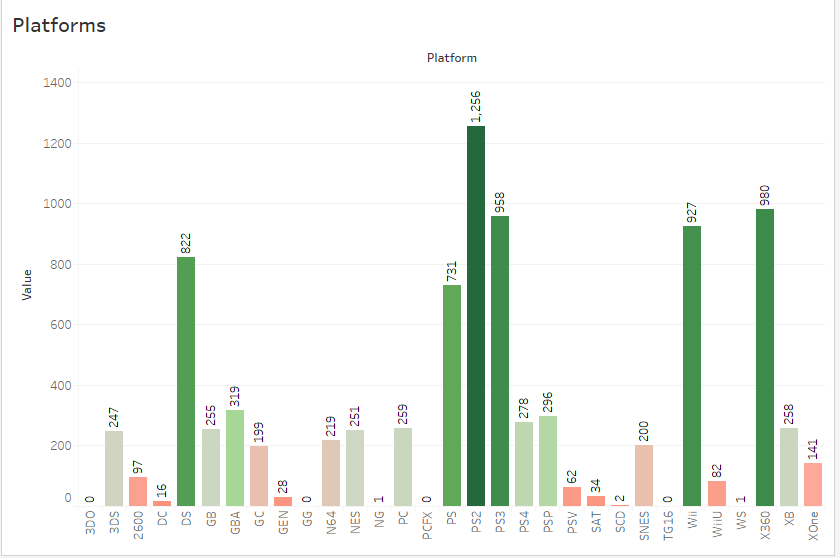 Platforms
Platform
Value
1400
1200
1000
800
600
400
200
0
0
247
97
16
822
255
319
199
28
0
219
251
1
259
0
731
1,256
958
278
296
62
34
2
200
0
927
82
1
980
258
141
3DO
3DS
2600
DC
DS
GB
GBA
GC
GEN
GG
N64
NES
NG
PC
PCFX
PS
PS2
PS3
PS4
PSP
PSV
SAT
SCD
SNES
TG16
Wii
WiiU
WS
X360
XB
XOne